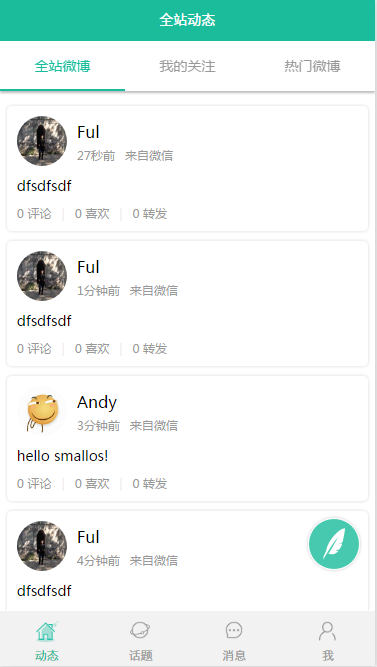 全站动态
全站微博 我的关注 热门微博
Ful
27秒前 来自微信
dfsdfsdf
0 评论 | 0 喜欢 | 0 转发
Ful
1分钟前 来自微信
dfsdfsdf
0 评论 | 0 喜欢 | 0 转发
Andy
3分钟前 来自微信
hello smallos!
0 评论 | 0 喜欢 | 0 转发
Ful
4分钟前 来自微信
dfsdfsdf
动态 话题 消息 我